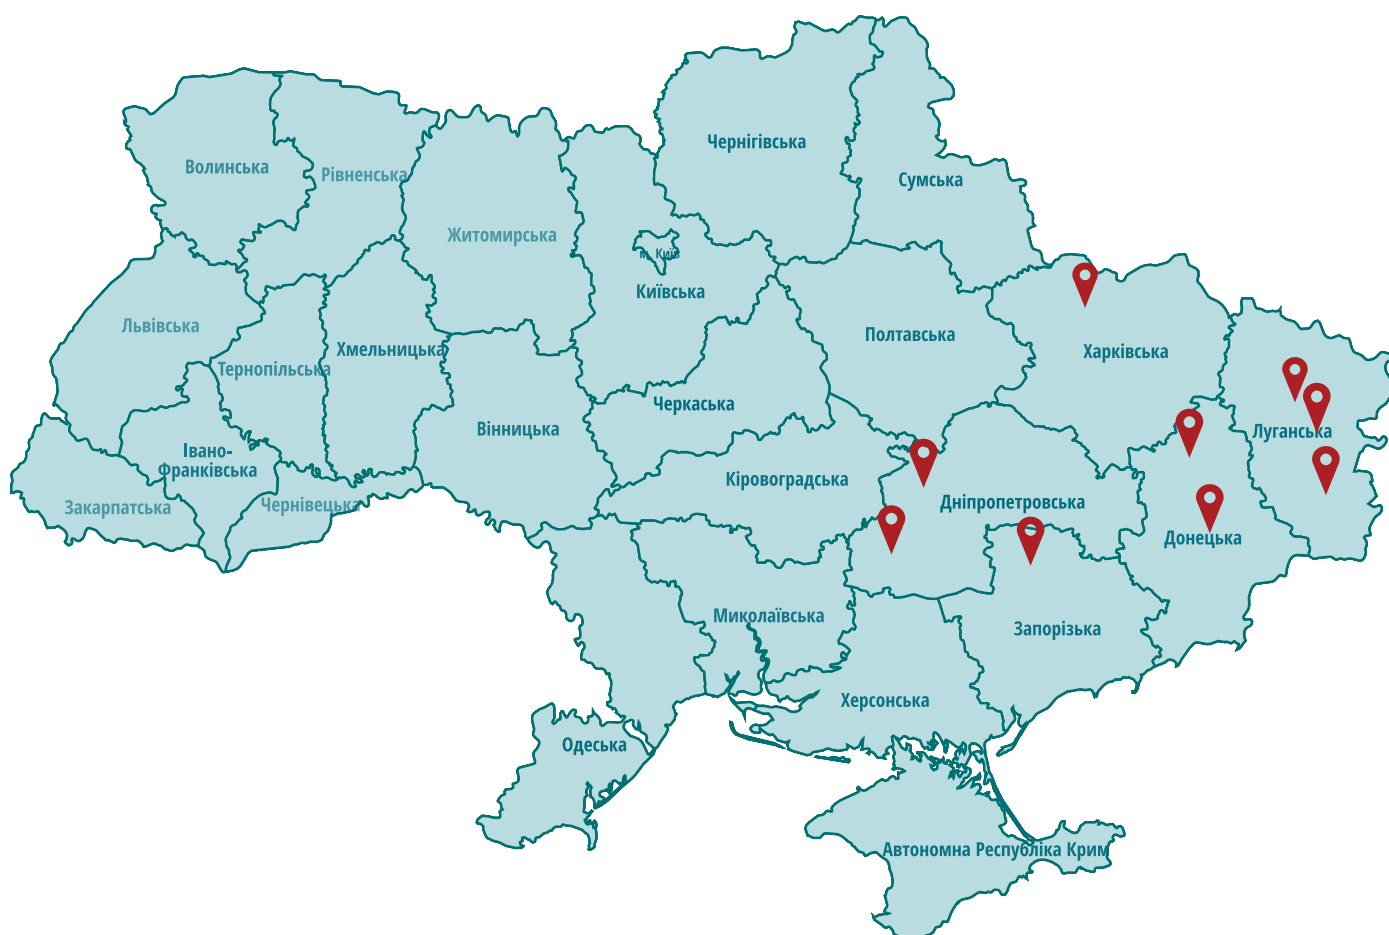 Чернігівська
Волинська
Рівненська
Сумська
Житомирська
м. Київ
Київська
Львівська
Полтавська
Хмельницька
Харківська
Тернопільська
Черкаська
Вінницька
Луганська
Івано-
Франківська
Кіровоградська
Закарпатська
Чернівецька
Дніпропетровська
Донецька
Миколаївська
Запорізька
Херсонська
Одеська
Автономна Республіка Крим